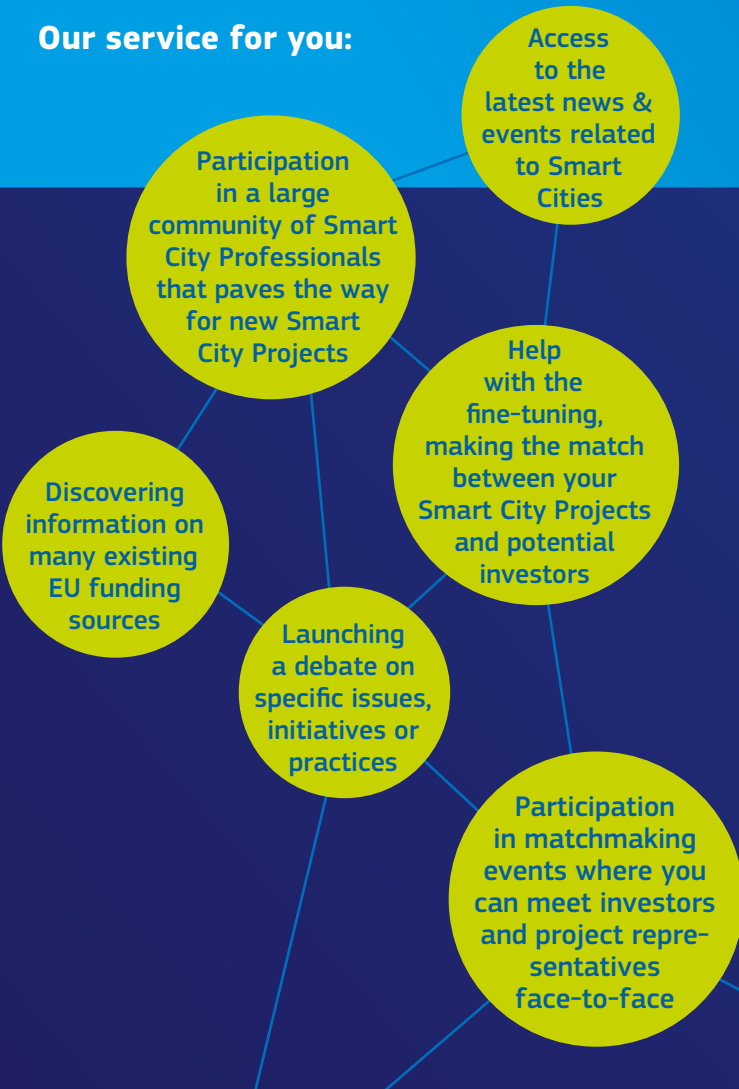 Our service for you:
Access
to the
latest news &
events related
to Smart
Cities
Participation
in a large
community of Smart
City Professionals
that paves the way
for new Smart
City Projects
Help
with the
fine-tuning,
making the match
between your
Smart City Projects
and potential
investors
Discovering
information on
many existing
EU funding
sources
Launching
a debate on
specific issues,
initiatives or
practices
Participation
in matchmaking
events where you
can meet investors
and project repre-
sentatives
face-to-face